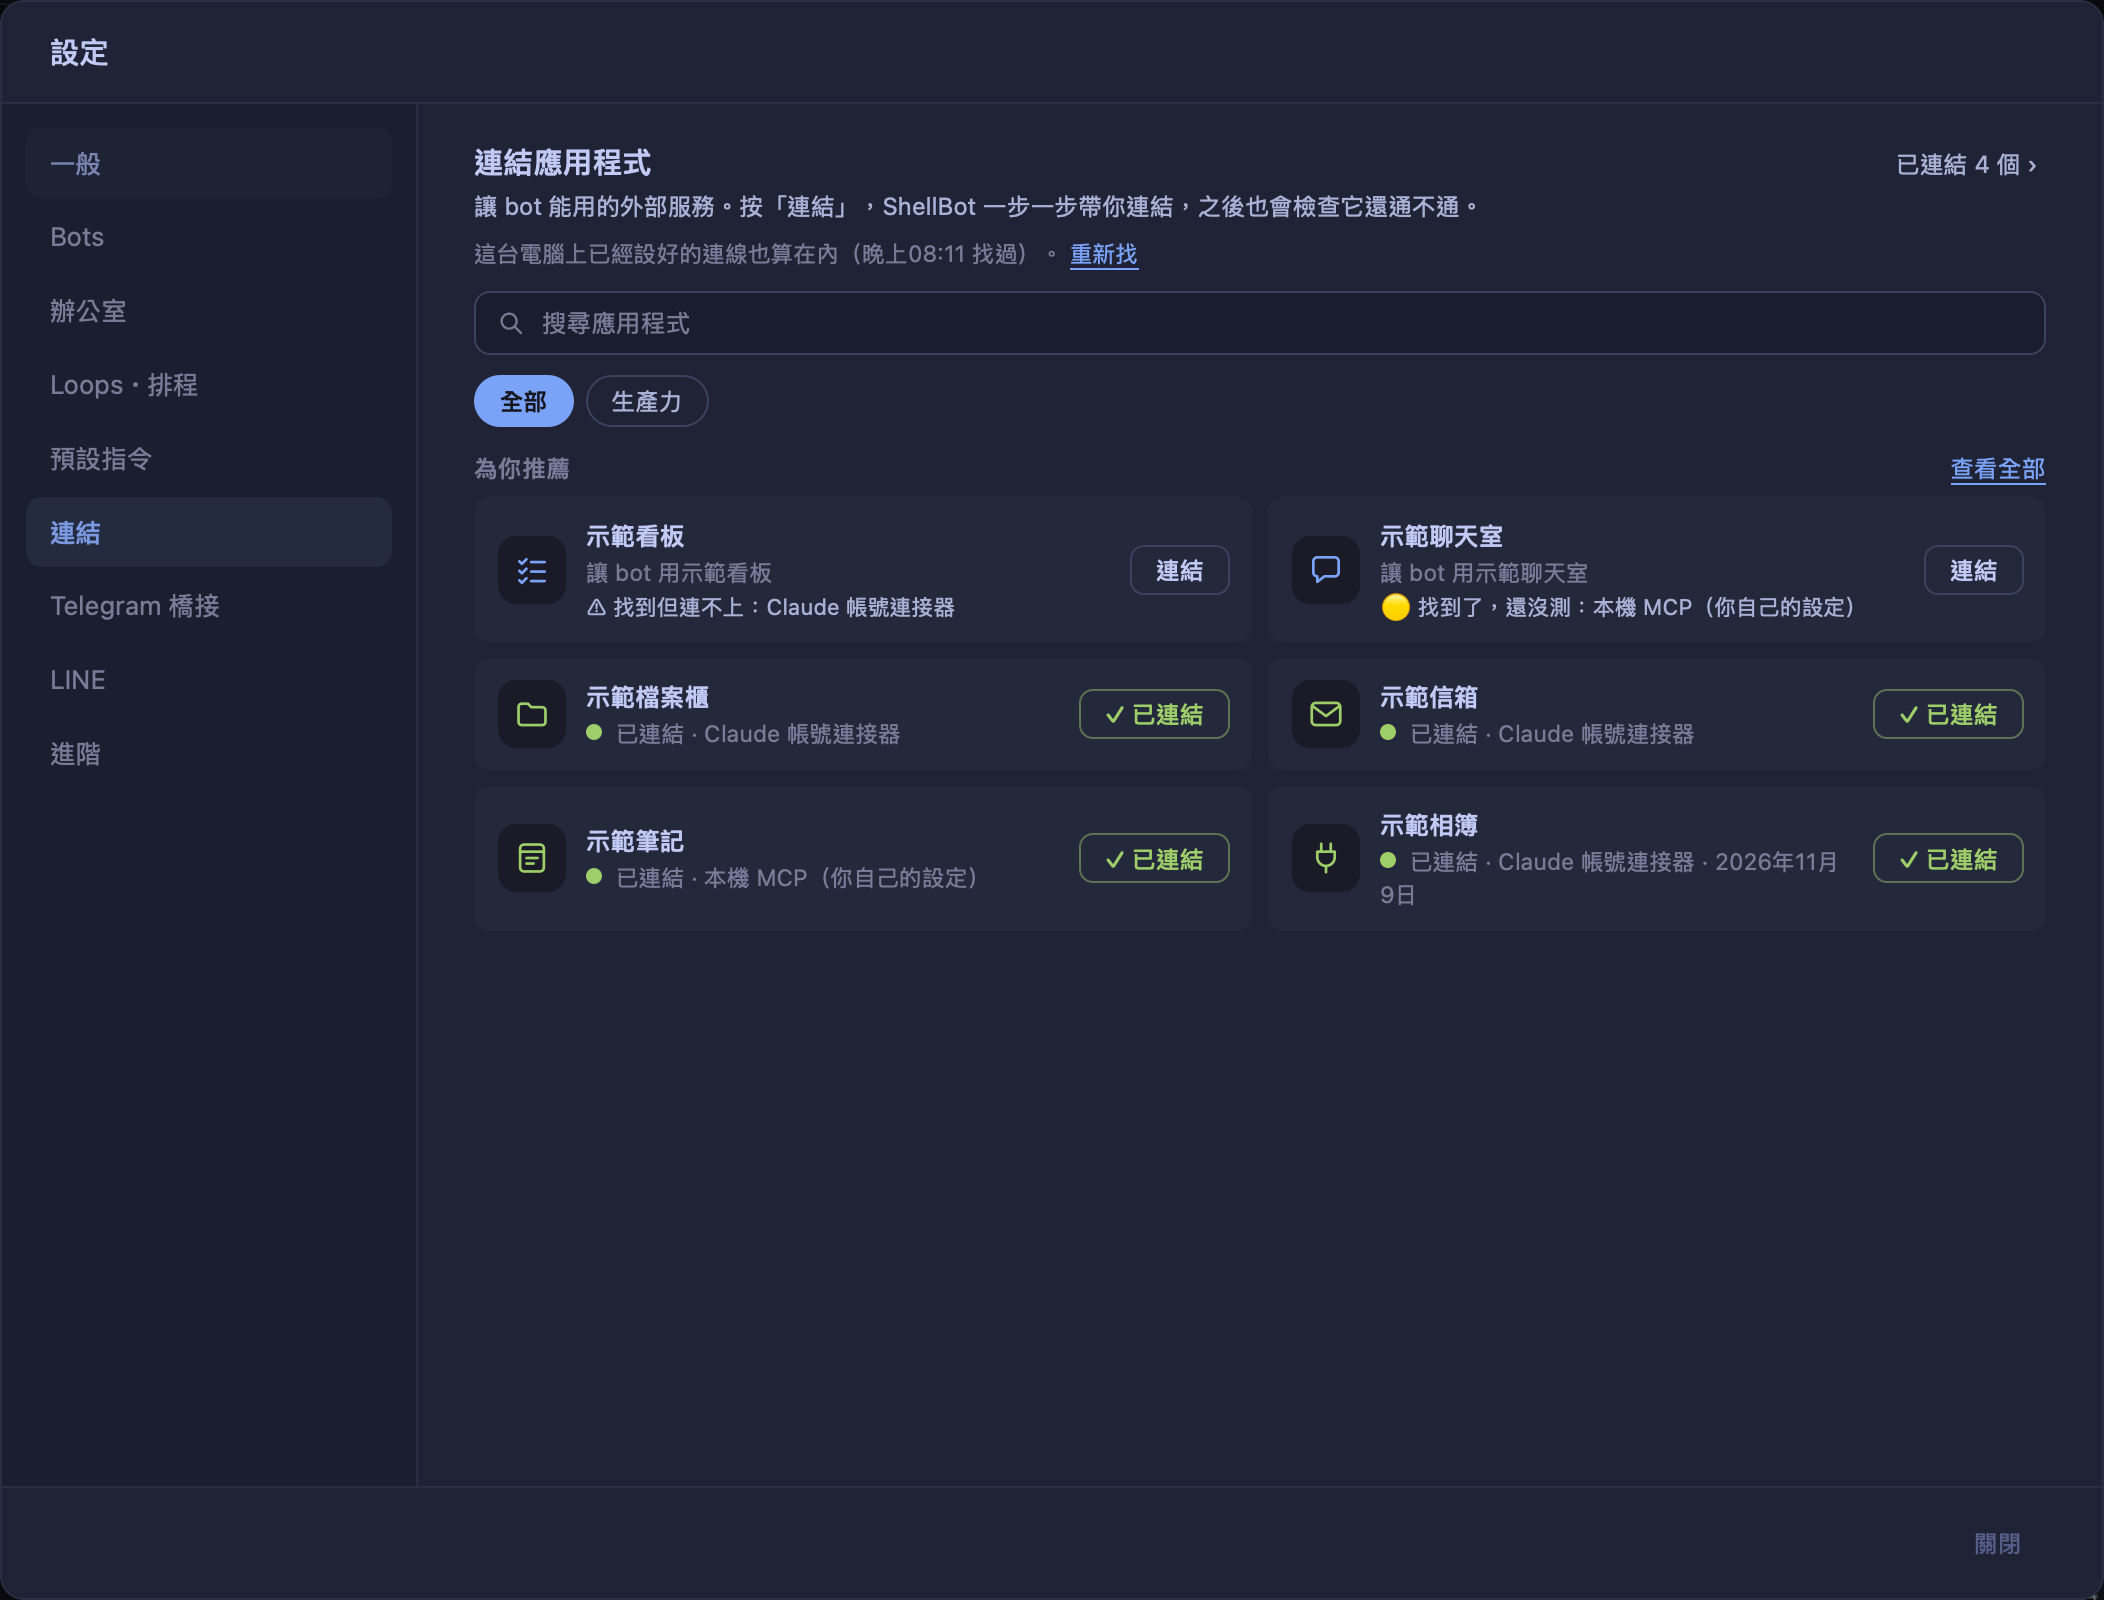 設定
一般
Bots
辦公室
Loops・排程
預設指令
連結
Telegram 橋接
LINE
進階
連結應用程式
已連結 4 個 ›
讓 bot 能用的外部服務。按「連結」，ShellBot 一步一步帶你連結，之後也會檢查它還通不通。
這台電腦上已經設好的連線也算在內（晚上08:11 找過）。 重新找
搜尋應用程式
全部 生產力
為你推薦
查看全部
示範看板
讓 bot 用示範看板
⚠ 找到但連不上：Claude 帳號連接器
連結
示範聊天室
讓 bot 用示範聊天室
🟡 找到了，還沒測：本機 MCP（你自己的設定）
連結
示範檔案櫃
已連結 · Claude 帳號連接器
✓ 已連結
示範信箱
已連結 · Claude 帳號連接器
✓ 已連結
示範筆記
已連結 · 本機 MCP（你自己的設定）
✓ 已連結
示範相簿
已連結 · Claude 帳號連接器 · 2026年11月
9日
✓ 已連結
關閉